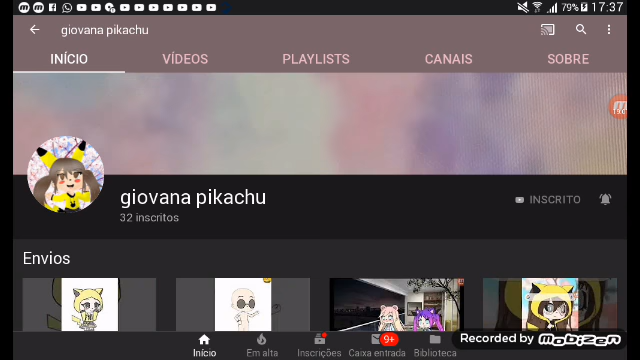 79% 17:37
giovana pikachu
INÍCIO VÍDEOS PLAYLISTS CANAIS SOBRE
giovana pikachu
32 inscritos
INSCRITO
Envios
9+
Início Em alta Inscrições Caixa entrada Biblioteca
Recorded by MOBIZEN